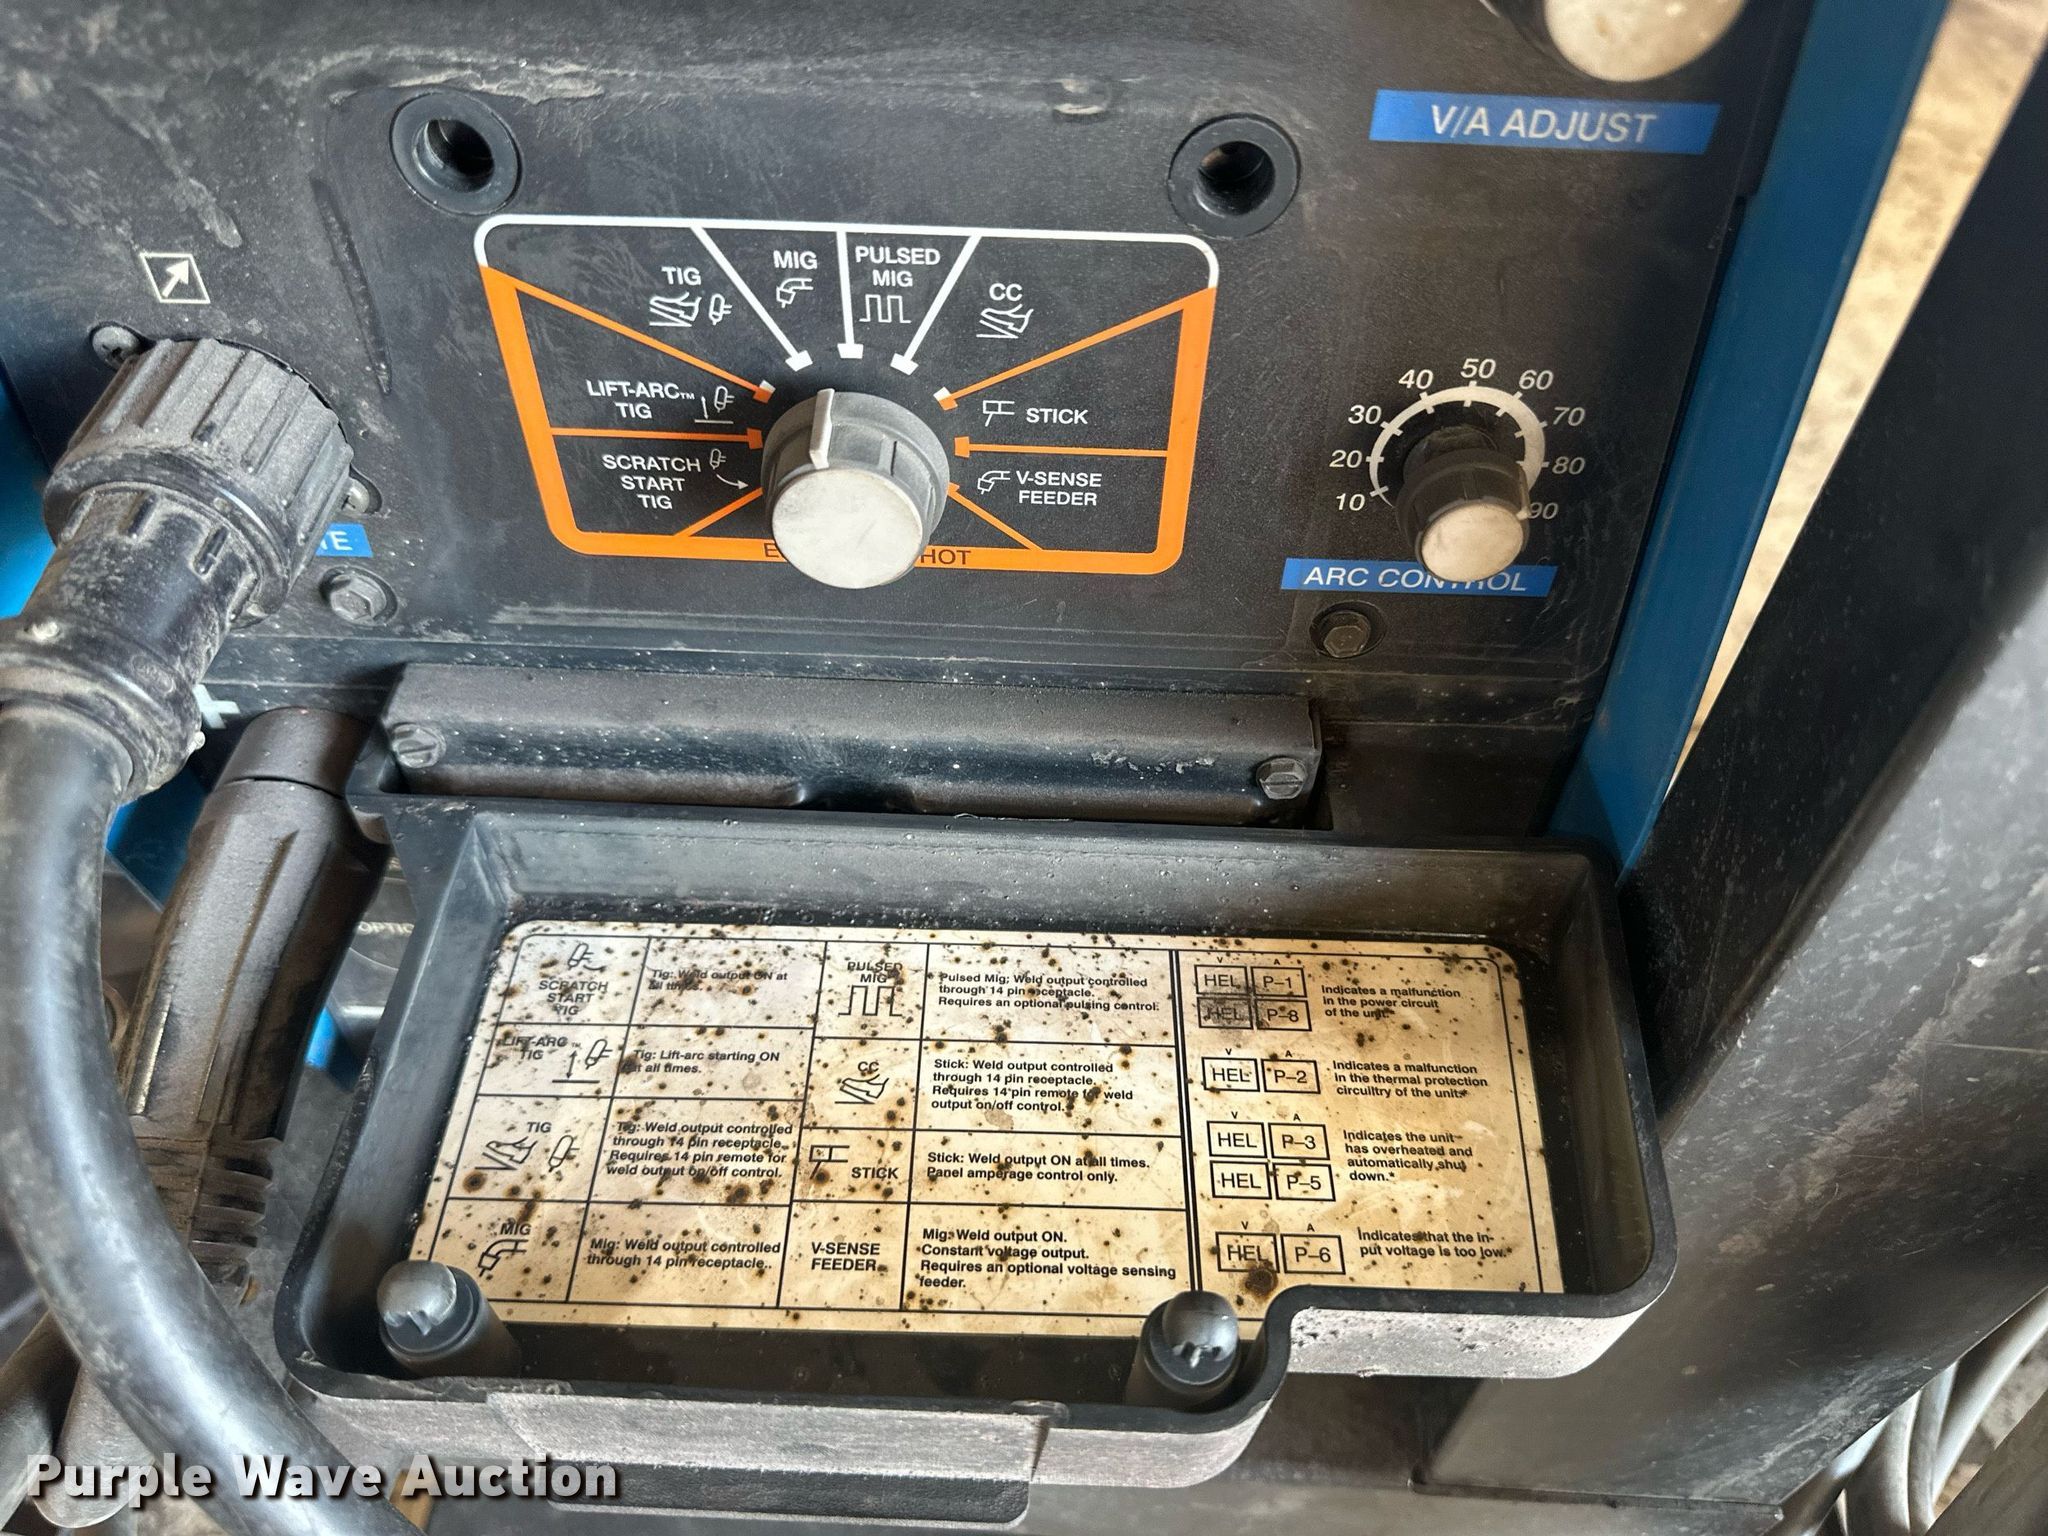 V/A ADJUST
TIG
MIG
PULSED
MIG
CC
LIFT-ARC™
TIG
STICK
SCRATCH
START
TIG
V-SENSE
FEEDER
HOT
10
20
30
40
50
60
70
80
90
ARC CONTROL
SCRATCH
START
TIG
Tig: Weld output ON at
all times.
LIFT-ARC™
TIG
Tig: Lift-arc starting ON
at all times.
TIG
Tig: Weld output controlled
through 14 pin receptacle.
Requires 14 pin remote for
weld output on/off control.
MIG
Mig: Weld output controlled
through 14 pin receptacle..
PULSED
MIG
Pulsed Mig; Weld output controlled
through 14 pin receptacle.
Requires an optional pulsing control.
CC
Stick: Weld output controlled
through 14 pin receptacle.
Requires 14 pin remote for weld
output on/off control.
STICK
Stick: Weld output ON at all times.
Panel amperage control only.
V-SENSE
FEEDER
Mig: Weld output ON.
Constant voltage output.
Requires an optional voltage sensing
feeder.
V A
HEL P-1
HEL P-8
Indicates a malfunction
in the power circuit
of the unit.*
V A
HEL P-2
Indicates a malfunction
in the thermal protection
circuiltry of the unit.*
V A
HEL P-3
HEL P-5
Indicates the unit
has overheated and
automatically shut
down.*
V A
HEL P-6
Indicates that the in-
put voltage is too low.*
Purple Wave Auction